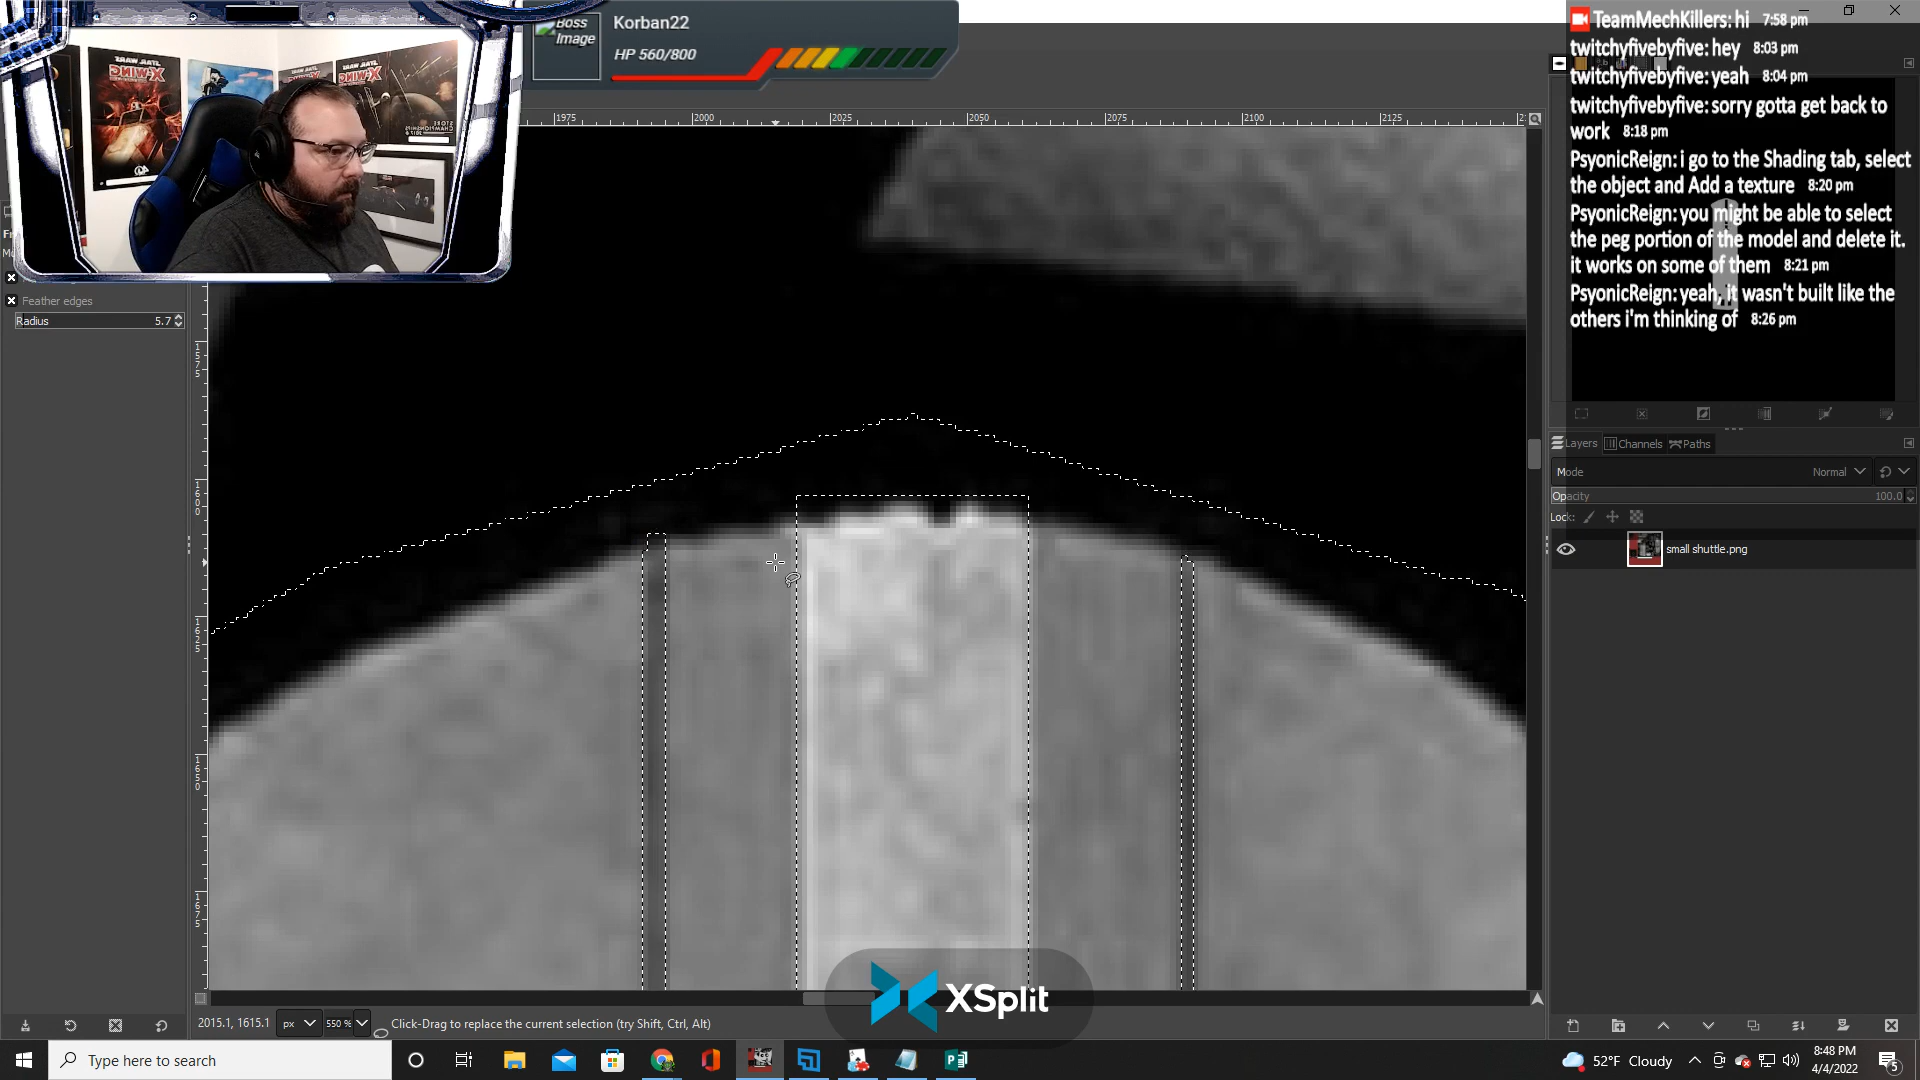 Boss
Image
Korban22
HP 560/800
TeamMechKillers: hi 7:58 pm
twitchyfivebyfive: hey 8:03 pm
twitchyfivebyfive: yeah 8:04 pm
twitchyfivebyfive: sorry gotta get back to
work 8:18 pm
PsyonicReign: i go to the Shading tab, select
the object and Add a texture 8:20 pm
PsyonicReign: you might be able to select
the peg portion of the model and delete it.
it works on some of them 8:21 pm
PsyonicReign: yeah, it wasn't built like the
others i'm thinking of 8:26 pm
1975 2000 2025 2050 2075 2100 2125
Feather edges
Radius 5.7
1575
1600
1625
1650
1675
Layers Channels Paths
Mode Normal
Opacity 100.0
Lock:
small shuttle.png
XSplit
2015.1, 1615.1 px 550 % Click-Drag to replace the current selection (try Shift, Ctrl, Alt)
Type here to search
52°F Cloudy
8:48 PM
4/4/2022
5